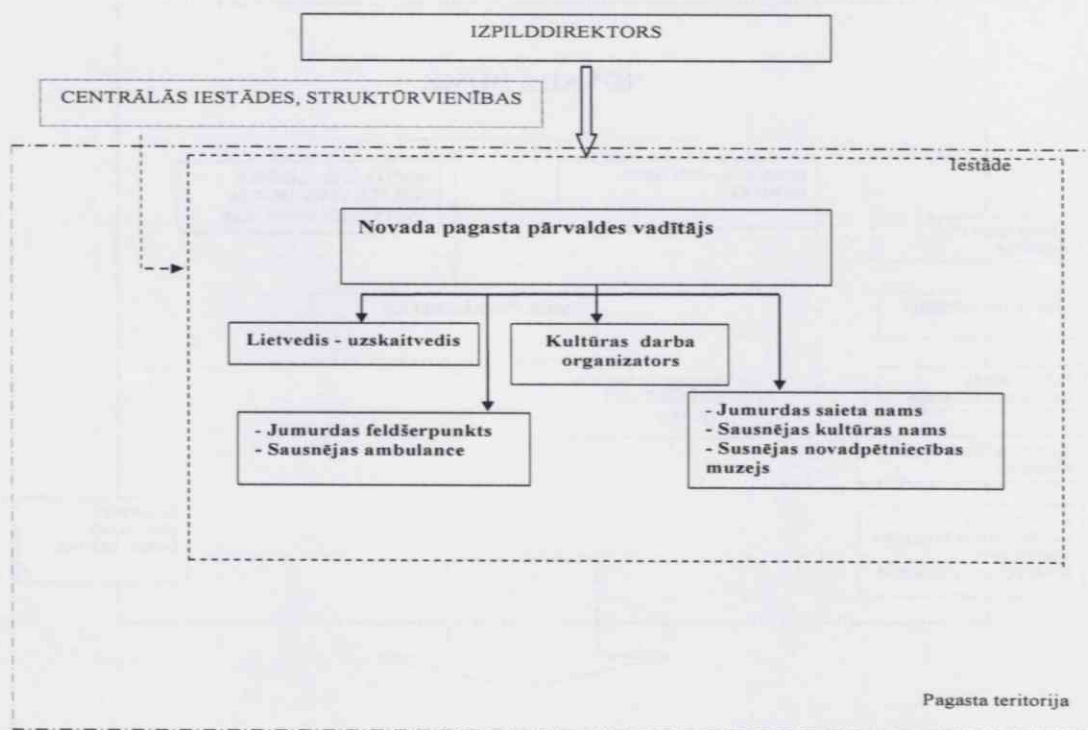 IZPILDDIREKTORS
CENTRĀLĀS IESTĀDES, STRUKTŪRVIENĪBAS
Iestāde
Novada pagasta pārvaldes vadītājs
Lietvedis - uzskaitvedis
Kultūras darba
organizators
- Jumurdas feldšerpunkts
- Sausnējas ambulance
- Jumurdas saieta nams
- Sausnējas kultūras nams
- Susnējas novadpētniecības
muzejs
Pagasta teritorija